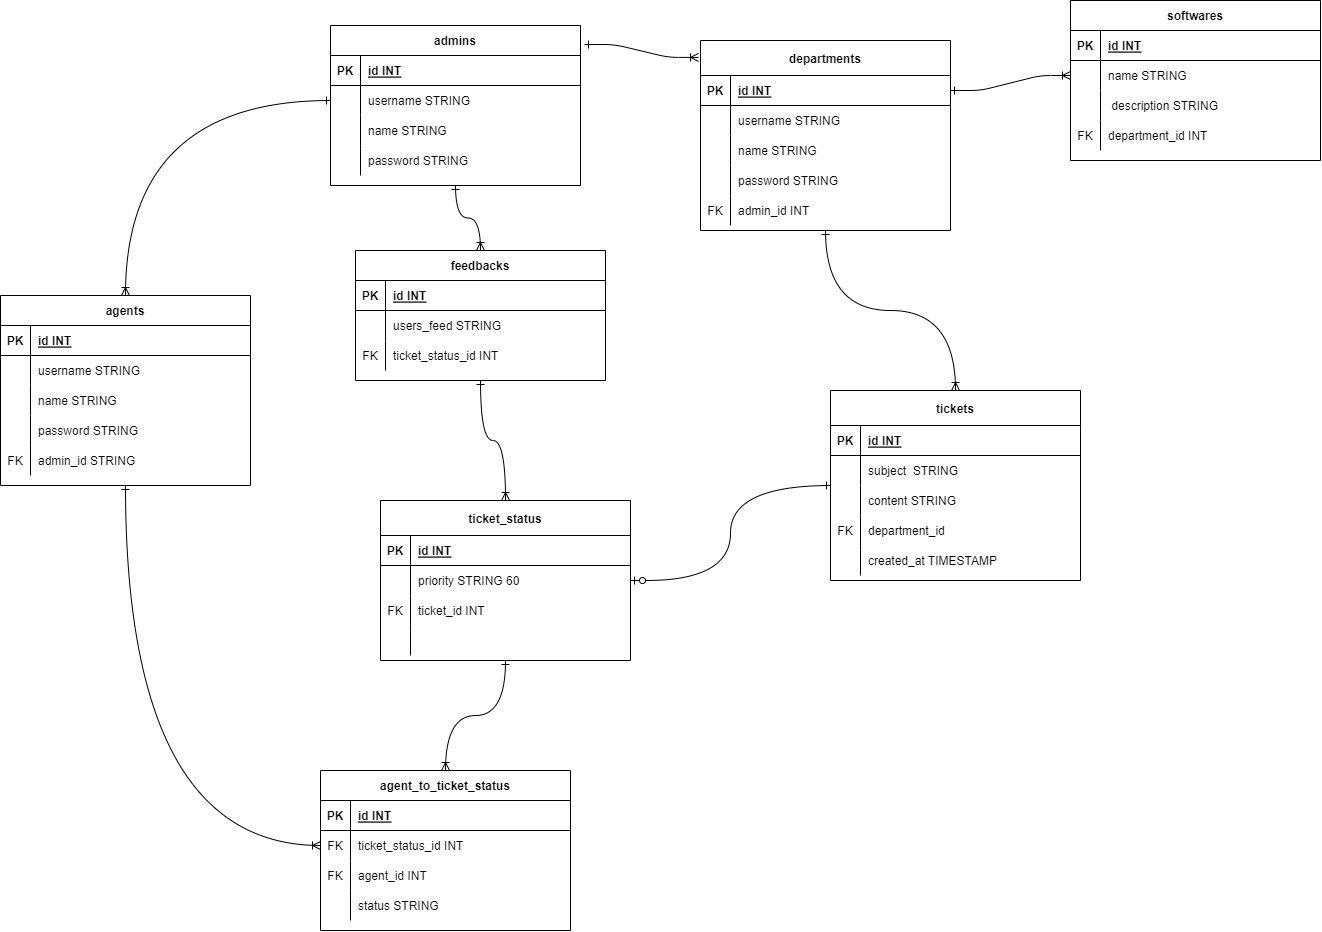 softwares
PK id INT
name STRING
description STRING
FK department_id INT
admins
PK id INT
username STRING
name STRING
password STRING
departments
PK id INT
username STRING
name STRING
password STRING
FK admin_id INT
feedbacks
PK id INT
users_feed STRING
FK ticket_status_id INT
agents
PK id INT
username STRING
name STRING
password STRING
FK admin_id STRING
tickets
PK id INT
subject STRING
content STRING
FK department_id
created_at TIMESTAMP
ticket_status
PK id INT
priority STRING 60
FK ticket_id INT
agent_to_ticket_status
PK id INT
FK ticket_status_id INT
FK agent_id INT
status STRING